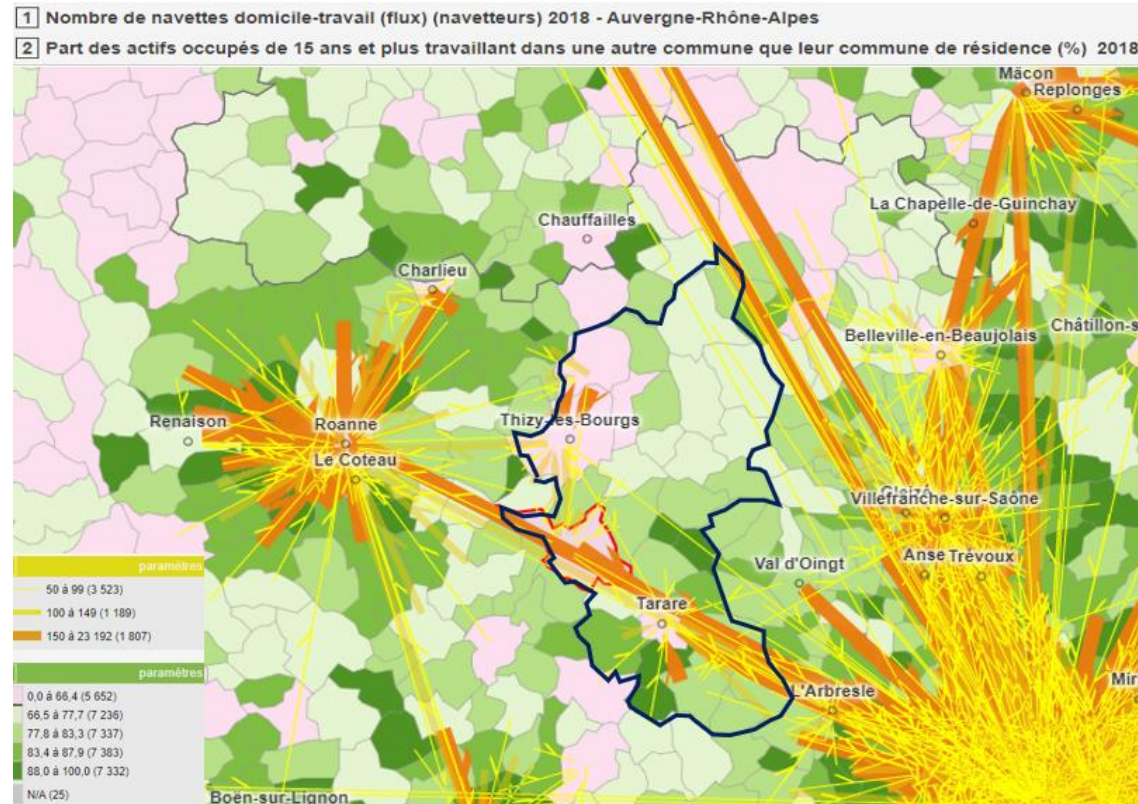 1 Nombre de navettes domicile-travail (flux) (navetteurs) 2018 - Auvergne-Rhône-Alpes
2 Part des actifs occupés de 15 ans et plus travaillant dans une autre commune que leur commune de résidence (%) 2018
Mâcon
Replonges
La Chapelle-de-Guinchay
Chauffailles
Charlieu
Belleville-en-Beaujolais
Châtillon-s
Renaison
Roanne
Thizy-les-Bourgs
Le Coteau
Villefranche-sur-Saône
Anse Trévoux
Val d'Oingt
Tarare
L'Arbresle
Mir
Boën-sur-Lignon
paramètres
50 à 99 (3 523)
100 à 149 (1 189)
150 à 23 192 (1 807)
paramètres
0,0 à 66,4 (5 652)
66,5 à 77,7 (7 236)
77,8 à 83,3 (7 337)
83,4 à 87,9 (7 383)
88,0 à 100,0 (7 332)
N/A (25)